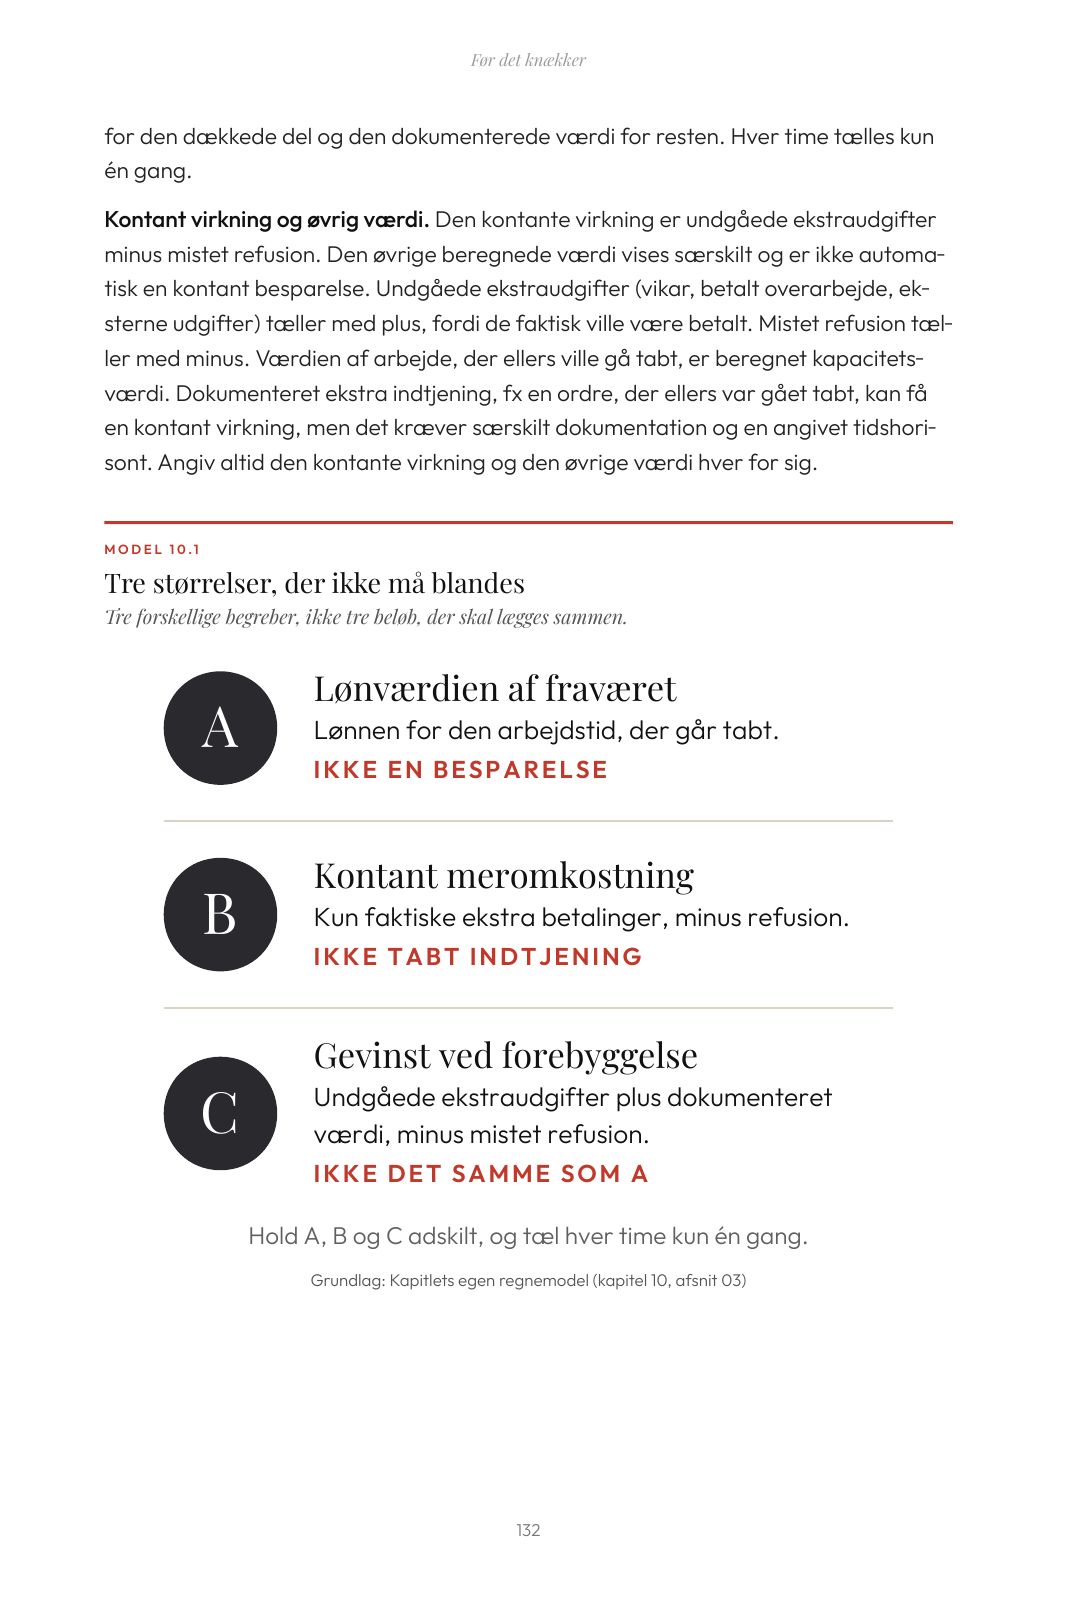 Før det knækker
for den dækkede del og den dokumenterede værdi for resten. Hver time tælles kun
én gang.
Kontant virkning og øvrig værdi. Den kontante virkning er undgåede ekstraudgifter
minus mistet refusion. Den øvrige beregnede værdi vises særskilt og er ikke automa-
tisk en kontant besparelse. Undgåede ekstraudgifter (vikar, betalt overarbejde, ek-
sterne udgifter) tæller med plus, fordi de faktisk ville være betalt. Mistet refusion tæl-
ler med minus. Værdien af arbejde, der ellers ville gå tabt, er beregnet kapacitets-
værdi. Dokumenteret ekstra indtjening, fx en ordre, der ellers var gået tabt, kan få
en kontant virkning, men det kræver særskilt dokumentation og en angivet tidshori-
sont. Angiv altid den kontante virkning og den øvrige værdi hver for sig.
MODEL 10.1
Tre størrelser, der ikke må blandes
Tre forskellige begreber, ikke tre beløb, der skal lægges sammen.
A
Lønværdien af fraværet
Lønnen for den arbejdstid, der går tabt.
IKKE EN BESPARELSE
B
Kontant meromkostning
Kun faktiske ekstra betalinger, minus refusion.
IKKE TABT INDTJENING
C
Gevinst ved forebyggelse
Undgåede ekstraudgifter plus dokumenteret
værdi, minus mistet refusion.
IKKE DET SAMME SOM A
Hold A, B og C adskilt, og tæl hver time kun én gang.
Grundlag: Kapitlets egen regnemodel (kapitel 10, afsnit 03)
132